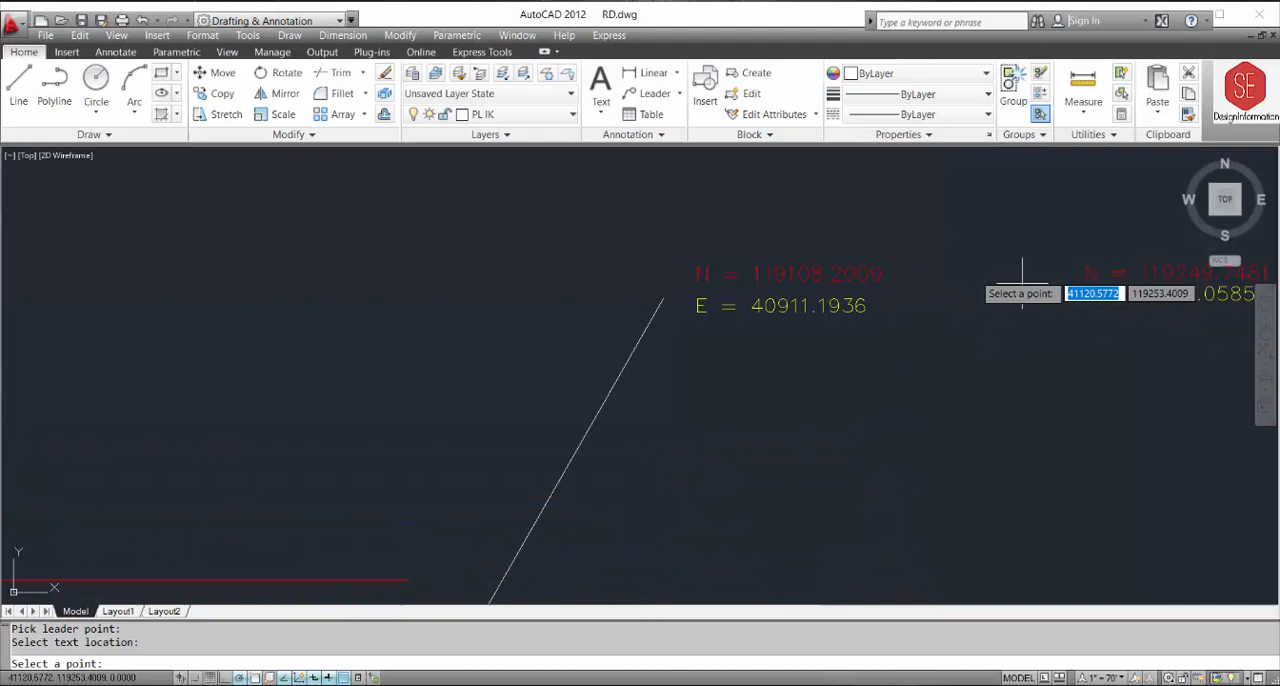 AutoCAD 2012 RD.dwg
Drafting & Annotation
Type a keyword or phrase
Sign In
File Edit View Insert Format Tools Draw Dimension Modify Parametric Window Help Express
Home Insert Annotate Parametric View Manage Output Plug-ins Online Express Tools
Line Polyline Circle Arc
Move Rotate Trim
Copy Mirror Fillet
Stretch Scale Array
Unsaved Layer State
PL IK
Text
Linear
Leader
Table
Insert
Create
Edit
Edit Attributes
ByLayer
ByLayer
ByLayer
Group
Measure
Paste
SE
DesignInformation
Draw Modify Layers Annotation Block Properties Groups Utilities Clipboard
[−] [Top] [2D Wireframe]
N
W TOP E
S
WCS
N = 119108.2009
E = 40911.1936
N = 119249.7481
Select a point: 41120.5772 119253.4009 .0585
Y
X
Model Layout1 Layout2
Pick leader point:
Select text location:
Select a point:
41120.5772, 119253.4009, 0.0000
MODEL
1" = 70'